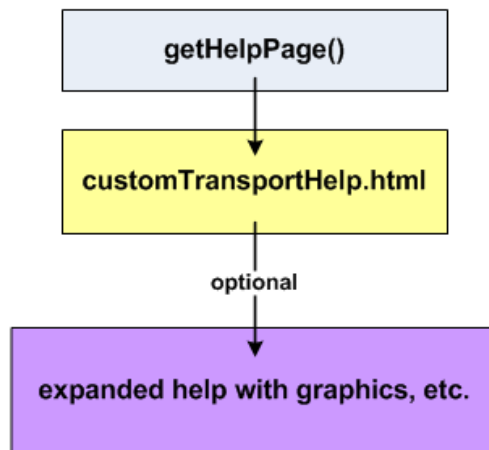 getHelpPage()
customTransportHelp.html
optional
expanded help with graphics, etc.